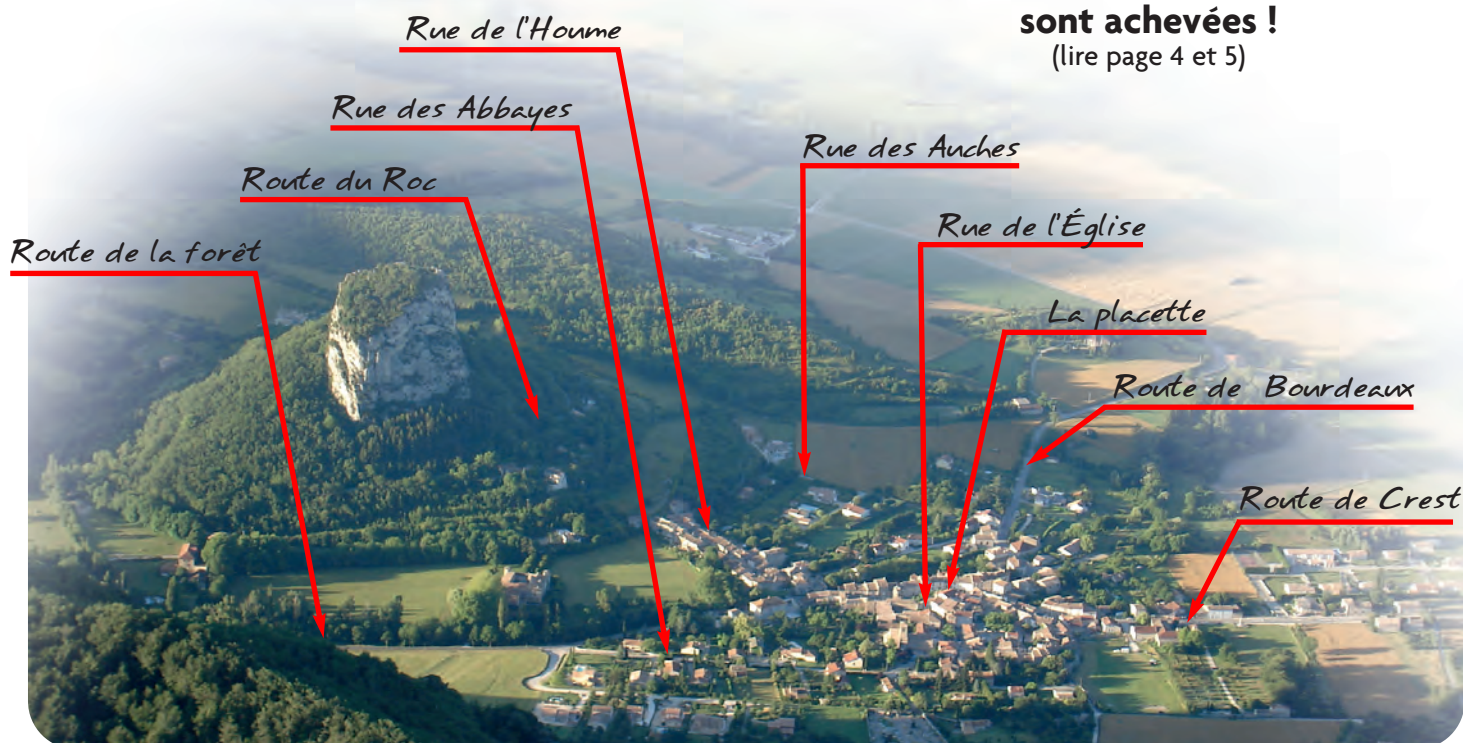 sont achevées !
(lire page 4 et 5)
Rue de l'Houme
Rue des Abbayes
Rue des Auches
Route du Roc
Rue de l'Église
Route de la forêt
La placette
Route de Bourdeaux
Route de Crest